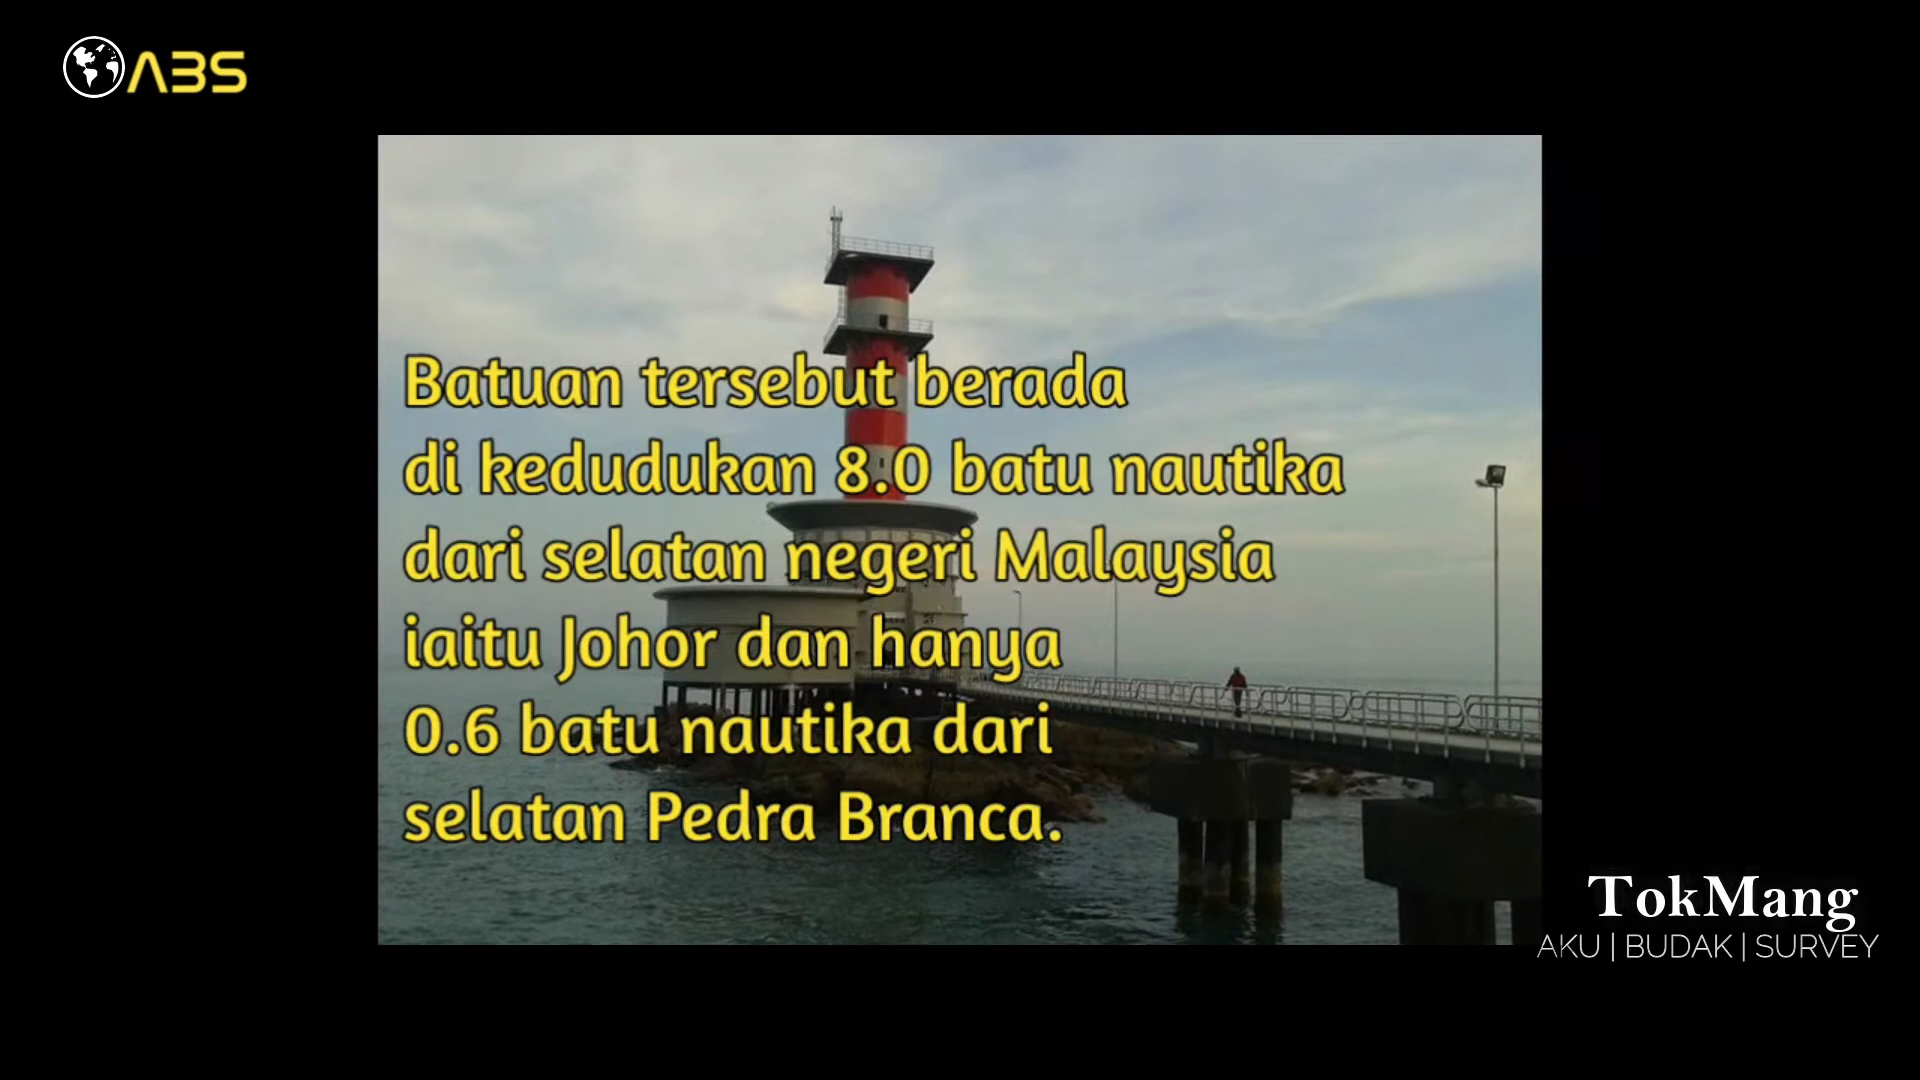 ABS
Batuan tersebut berada
di kedudukan 8.0 batu nautika
dari selatan negeri Malaysia
iaitu Johor dan hanya
0.6 batu nautika dari
selatan Pedra Branca.
TokMang
AKU | BUDAK | SURVEY